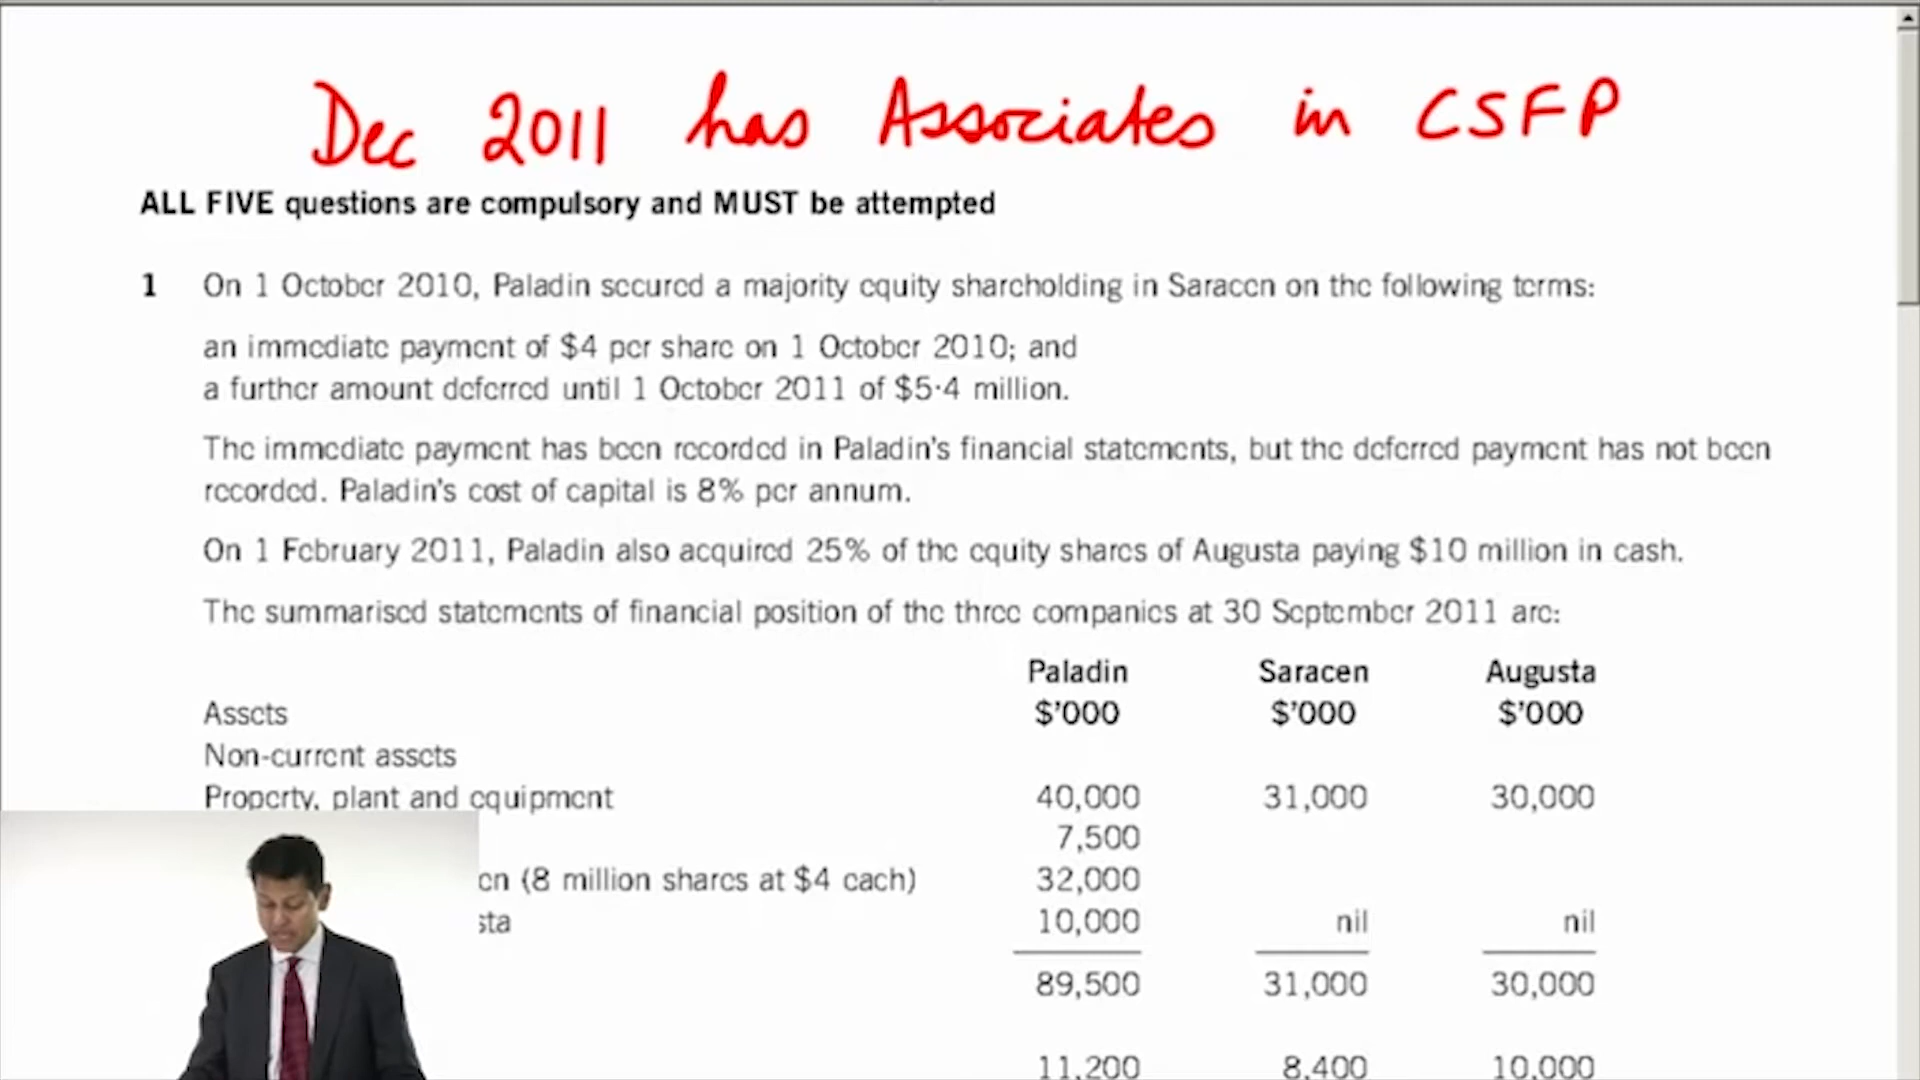 Dec 2011 has Associates in CSFP
ALL FIVE questions are compulsory and MUST be attempted
1 On 1 October 2010, Paladin secured a majority equity shareholding in Saracen on the following terms:
an immediate payment of $4 per share on 1 October 2010; and
a further amount deferred until 1 October 2011 of $5·4 million.
The immediate payment has been recorded in Paladin's financial statements, but the deferred payment has not been
recorded. Paladin's cost of capital is 8% per annum.
On 1 February 2011, Paladin also acquired 25% of the equity shares of Augusta paying $10 million in cash.
The summarised statements of financial position of the three companies at 30 September 2011 are:
Paladin Saracen Augusta
Assets $'000 $'000 $'000
Non-current assets
Property, plant and equipment 40,000 31,000 30,000
7,500
en (8 million shares at $4 each) 32,000
sta 10,000 nil nil
89,500 31,000 30,000
11,200 8,400 10,000